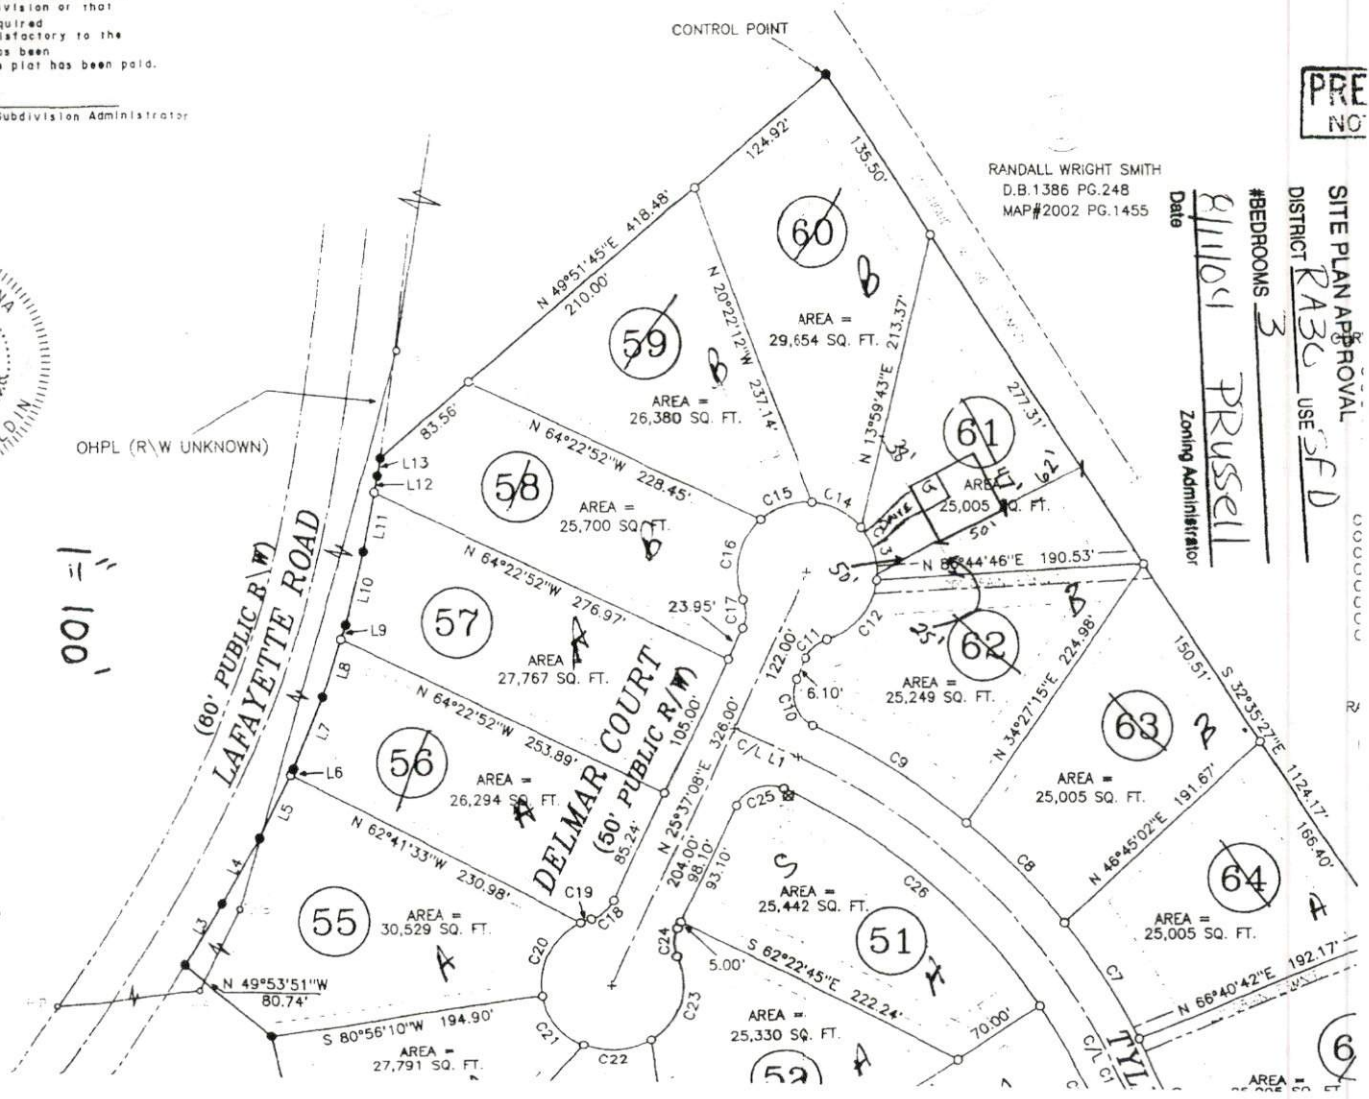 division or that
quired
isfactory to the
s been
plat has been paid.
Subdivision Administrator
CONTROL POINT
124.92'
135.50'
RANDALL WRIGHT SMITH
D.B.1386 PG.248
MAP#2002 PG.1455
PRE
NO
SITE PLAN APPROVAL
DISTRICT RA30 USE SFD
#BEDROOMS 3
8/11/04 PRussell
Date Zoning Administrator
N 49°51'45"E 418.48'
210.00'
83.56'
60
B
AREA =
29,654 SQ. FT.
N 20°22'12"W 237.14'
N 13°59'43"E 213.37'
277.31'
59
B
AREA =
26,380 SQ. FT.
N 64°22'52"W
228.45'
OHPL (R\W UNKNOWN)
L13
L12
L11
L10
L9
L8
L7
L6
L5
L4
L3
58
AREA =
25,700 SQ. FT.
B
61
AREA
25,005 SQ. FT.
G
DRIVE
62'
50'
50'
25'
C15
C14
C16
C17
N 64°22'52"W 276.97'
23.95'
N 86°44'46"E 190.53'
1"= 100'
(60' PUBLIC R\W)
LAFAYETTE ROAD
57
AREA
27,767 SQ. FT.
A
DELMAR COURT
(50' PUBLIC R/W)
122.00'
105.00'
N 25°37'08"E 326.00'
C12
C11
6.10'
C10
62
AREA =
25,249 SQ. FT.
B
N 34°27'15"E 224.98'
150.51'
S 32°35'27"E
1124.17'
63
B
AREA =
25,005 SQ. FT.
N 64°22'52"W 253.89'
56
AREA =
26,294 SQ. FT.
A
C/L L1
C9
C25
85.24'
204.00'
98.10'
93.10'
N 46°45'02"E 191.67'
166.40'
N 62°41'33"W
230.98'
C8
64
A
AREA =
25,005 SQ. FT.
55
AREA =
30,529 SQ. FT.
A
C19
C18
C20
AREA =
25,442 SQ. FT.
C26
51
A
C24
5.00'
S 62°22'45"E 222.24'
C7
N 66°40'42"E 192.17'
N 49°53'51"W
80.74'
S 80°56'10"W 194.90'
C23
C21
C22
AREA =
27,791 SQ. FT.
AREA =
25,330 SQ. FT.
A
52
70.00'
C/L C1
TYL
6
AREA =